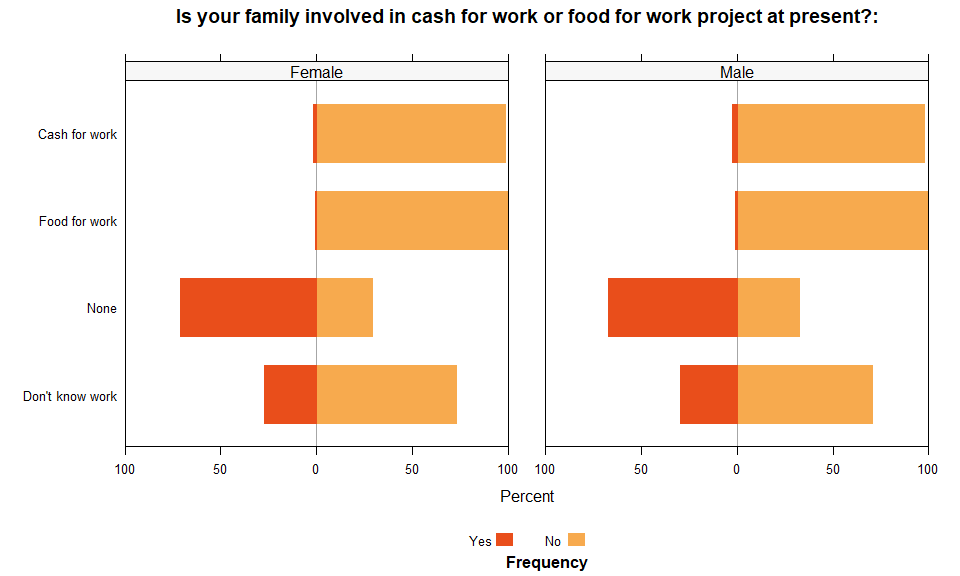 Is your family involved in cash for work or food for work project at present?:
Female
Male
Cash for work
Food for work
None
Don't know work
100 50 0 50 100 100 50 0 50 100
Percent
Yes No
Frequency